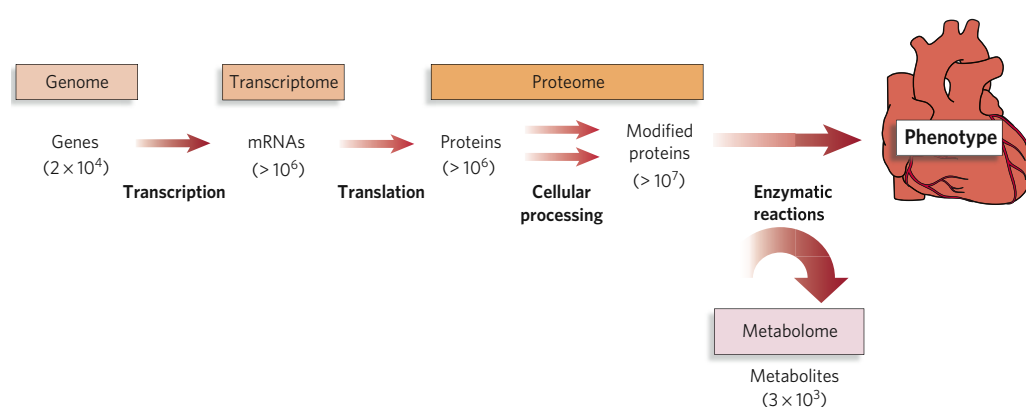 Genome
Transcriptome
Proteome
Genes
(2 × 10⁴)
Transcription
mRNAs
(> 10⁶)
Translation
Proteins
(> 10⁶)
Cellular
processing
Modified
proteins
(> 10⁷)
Phenotype
Enzymatic
reactions
Metabolome
Metabolites
(3 × 10³)